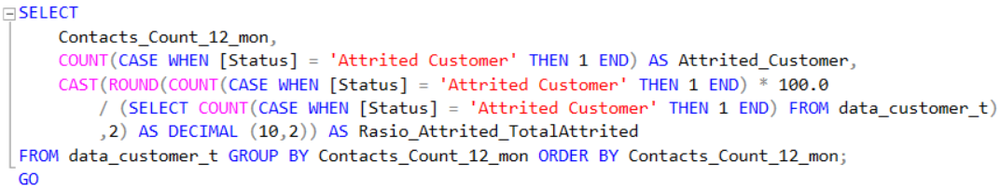 SELECT
Contacts_Count_12_mon,
COUNT(CASE WHEN [Status] = 'Attrited Customer' THEN 1 END) AS Attrited_Customer,
CAST(ROUND(COUNT(CASE WHEN [Status] = 'Attrited Customer' THEN 1 END) * 100.0
/ (SELECT COUNT(CASE WHEN [Status] = 'Attrited Customer' THEN 1 END) FROM data_customer_t)
,2) AS DECIMAL (10,2)) AS Rasio_Attrited_TotalAttrited
FROM data_customer_t GROUP BY Contacts_Count_12_mon ORDER BY Contacts_Count_12_mon;
GO